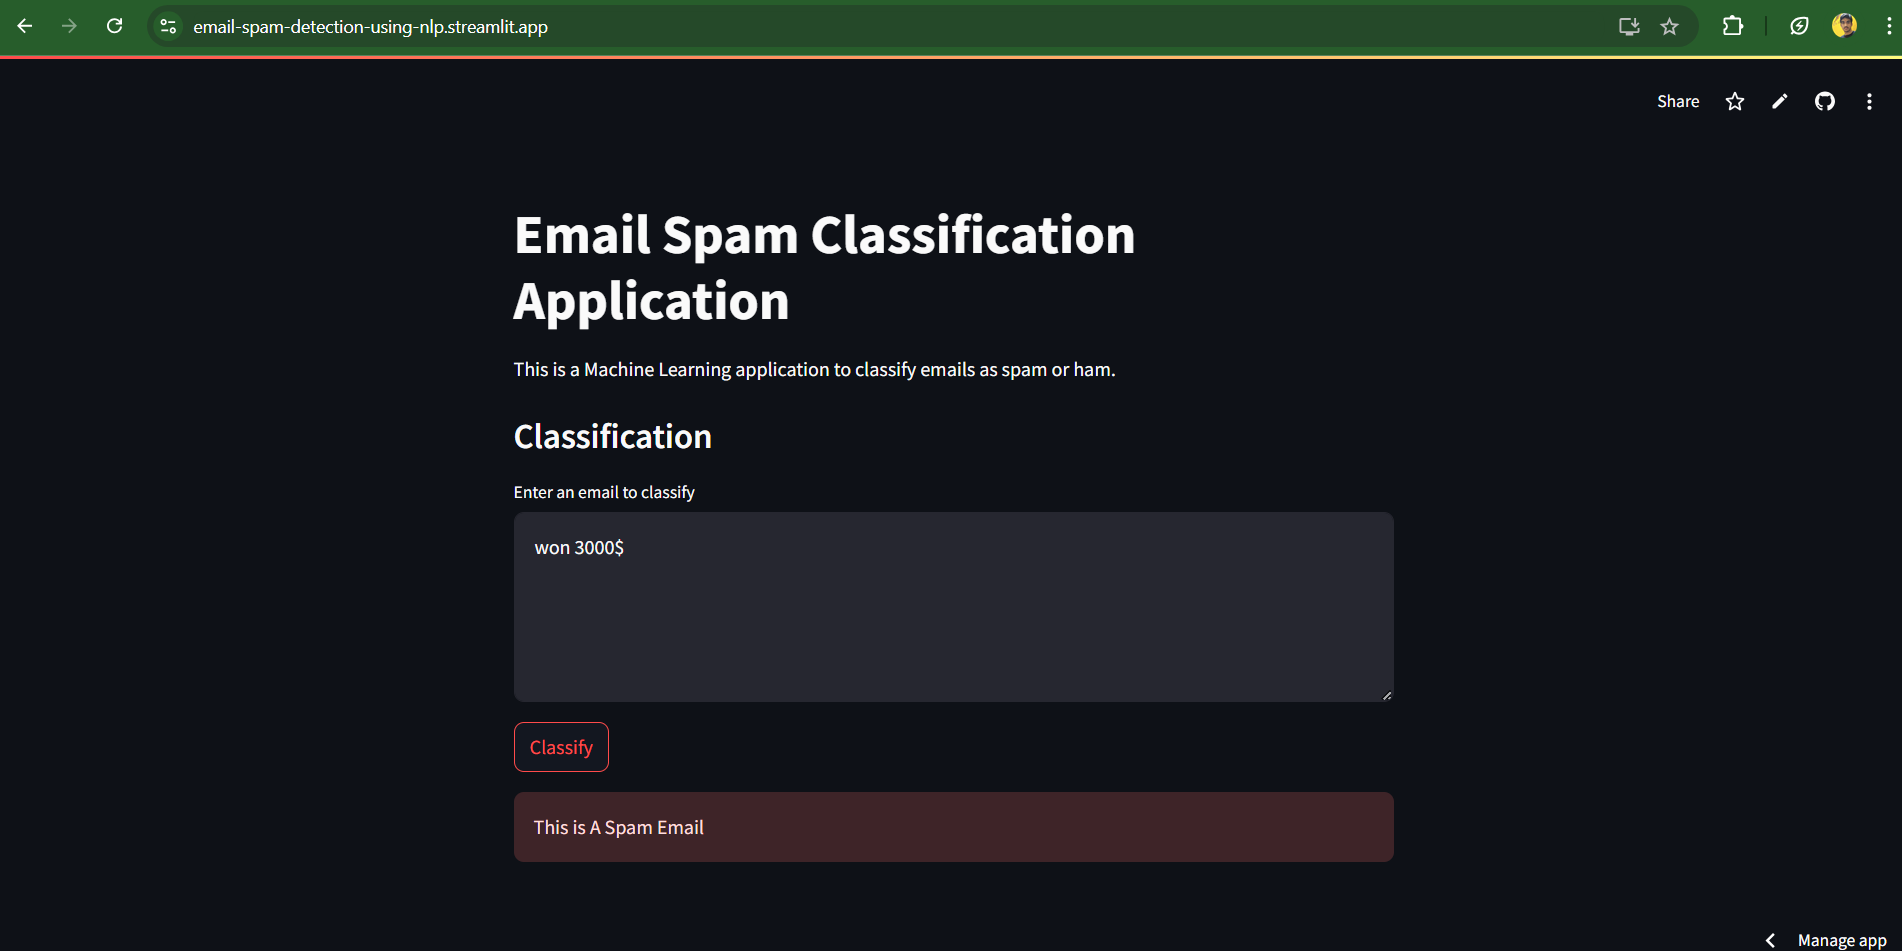 email-spam-detection-using-nlp.streamlit.app
Share
Email Spam Classification
Application
This is a Machine Learning application to classify emails as spam or ham.
Classification
Enter an email to classify
won 3000$
Classify
This is A Spam Email
Manage app